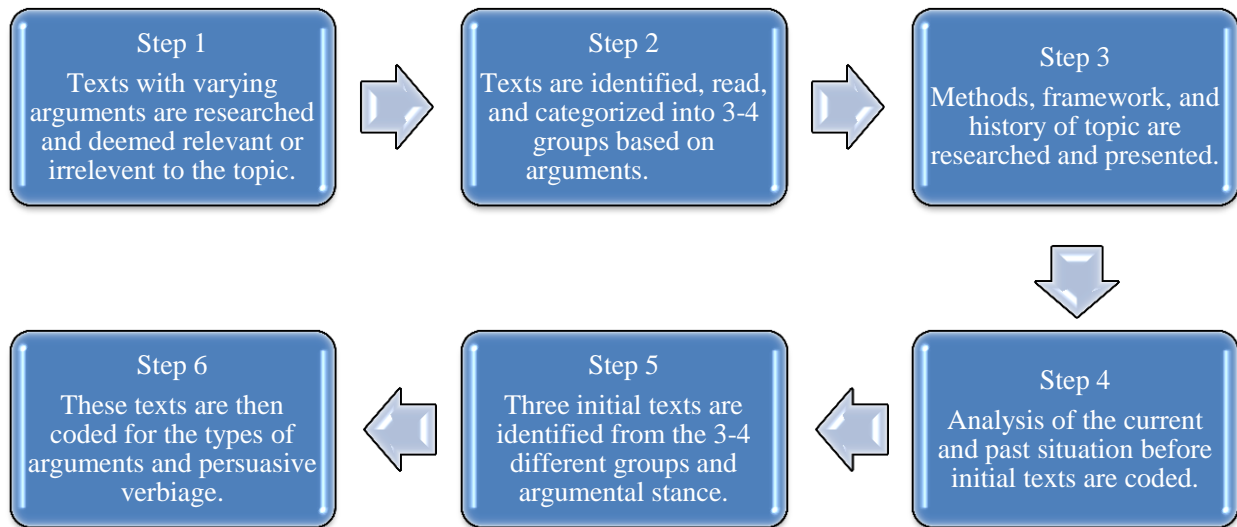 Step 1
Texts with varying
arguments are researched
and deemed relevant or
irrelevent to the topic.
Step 2
Texts are identified, read,
and categorized into 3-4
groups based on
arguments.
Step 3
Methods, framework, and
history of topic are
researched and presented.
Step 4
Analysis of the current
and past situation before
initial texts are coded.
Step 5
Three initial texts are
identified from the 3-4
different groups and
argumental stance.
Step 6
These texts are then
coded for the types of
arguments and persuasive
verbiage.